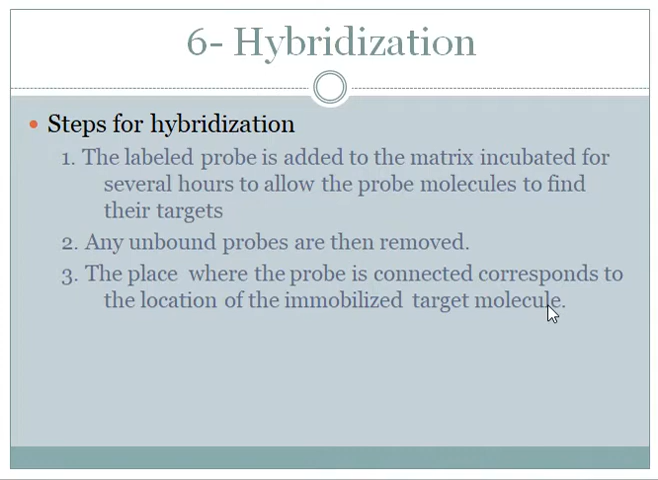 6- Hybridization
• Steps for hybridization
1. The labeled probe is added to the matrix incubated for
several hours to allow the probe molecules to find
their targets
2. Any unbound probes are then removed.
3. The place where the probe is connected corresponds to
the location of the immobilized target molecule.